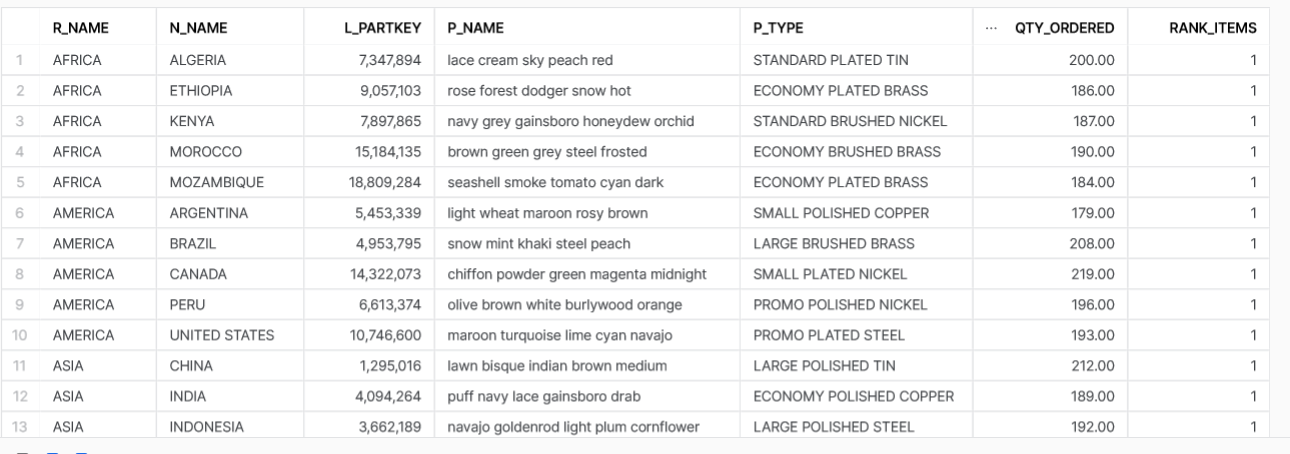 R_NAME N_NAME L_PARTKEY P_NAME P_TYPE ... QTY_ORDERED RANK_ITEMS
1 AFRICA ALGERIA 7,347,894 lace cream sky peach red STANDARD PLATED TIN 200.00 1
2 AFRICA ETHIOPIA 9,057,103 rose forest dodger snow hot ECONOMY PLATED BRASS 186.00 1
3 AFRICA KENYA 7,897,865 navy grey gainsboro honeydew orchid STANDARD BRUSHED NICKEL 187.00 1
4 AFRICA MOROCCO 15,184,135 brown green grey steel frosted ECONOMY BRUSHED BRASS 190.00 1
5 AFRICA MOZAMBIQUE 18,809,284 seashell smoke tomato cyan dark ECONOMY PLATED BRASS 184.00 1
6 AMERICA ARGENTINA 5,453,339 light wheat maroon rosy brown SMALL POLISHED COPPER 179.00 1
7 AMERICA BRAZIL 4,953,795 snow mint khaki steel peach LARGE BRUSHED BRASS 208.00 1
8 AMERICA CANADA 14,322,073 chiffon powder green magenta midnight SMALL PLATED NICKEL 219.00 1
9 AMERICA PERU 6,613,374 olive brown white burlywood orange PROMO POLISHED NICKEL 196.00 1
10 AMERICA UNITED STATES 10,746,600 maroon turquoise lime cyan navajo PROMO PLATED STEEL 193.00 1
11 ASIA CHINA 1,295,016 lawn bisque indian brown medium LARGE POLISHED TIN 212.00 1
12 ASIA INDIA 4,094,264 puff navy lace gainsboro drab ECONOMY POLISHED COPPER 189.00 1
13 ASIA INDONESIA 3,662,189 navajo goldenrod light plum cornflower LARGE POLISHED STEEL 192.00 1